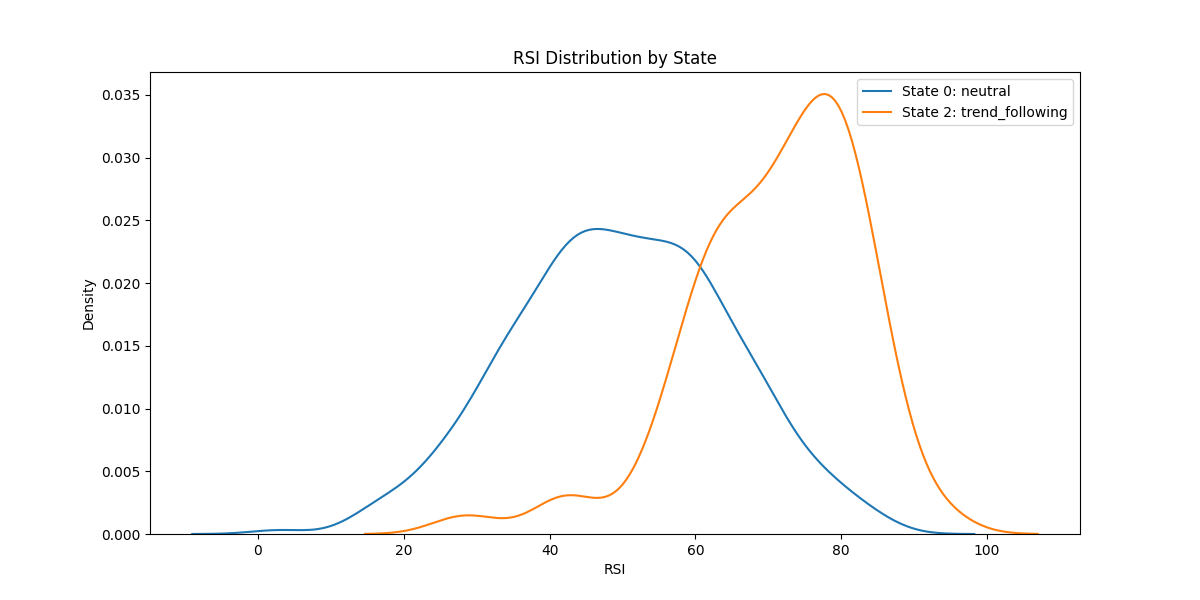 RSI Distribution by State
State 0: neutral
State 2: trend_following
Density
0.035
0.030
0.025
0.020
0.015
0.010
0.005
0.000
0 20 40 60 80 100
RSI